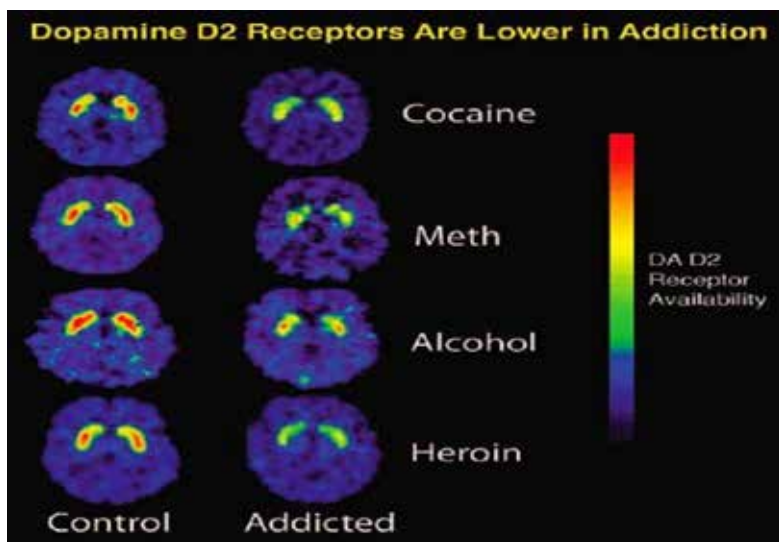 Dopamine D2 Receptors Are Lower in Addiction
Cocaine
Meth
Alcohol
Heroin
Control Addicted
DA D2
Receptor
Availability